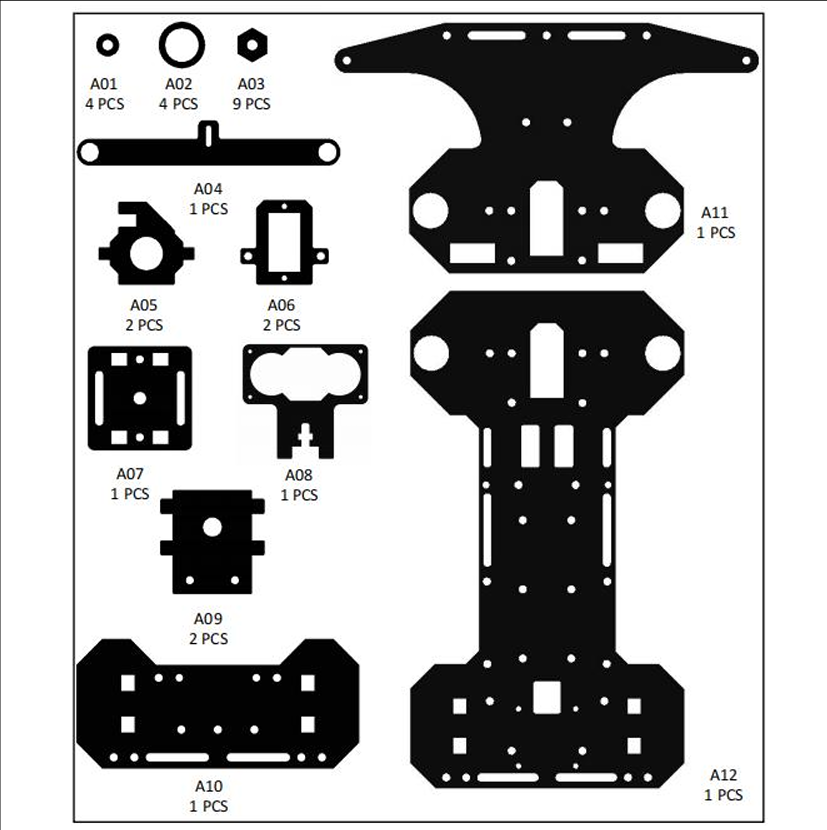 A01
4 PCS
A02
4 PCS
A03
9 PCS
A04
1 PCS
A11
1 PCS
A05
2 PCS
A06
2 PCS
A07
1 PCS
A08
1 PCS
A09
2 PCS
A10
1 PCS
A12
1 PCS